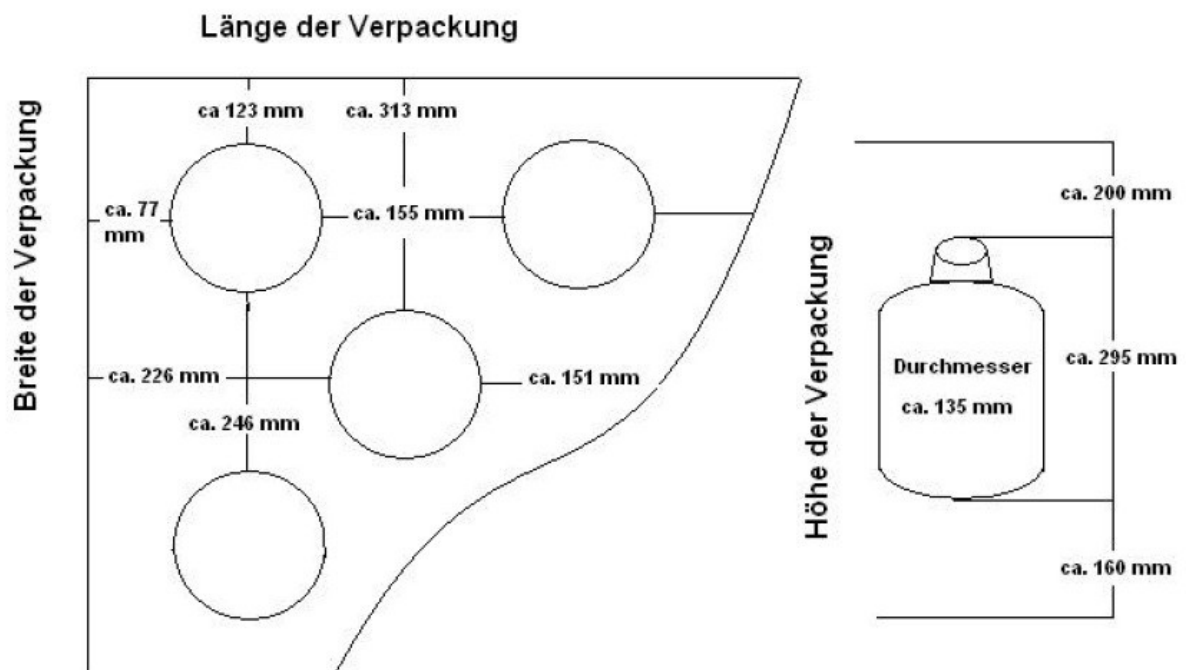 Länge der Verpackung
Breite der Verpackung
ca 123 mm
ca. 313 mm
ca. 77
mm
ca. 155 mm
ca. 226 mm
ca. 151 mm
ca. 246 mm
Höhe der Verpackung
ca. 200 mm
ca. 295 mm
Durchmesser
ca. 135 mm
ca. 160 mm